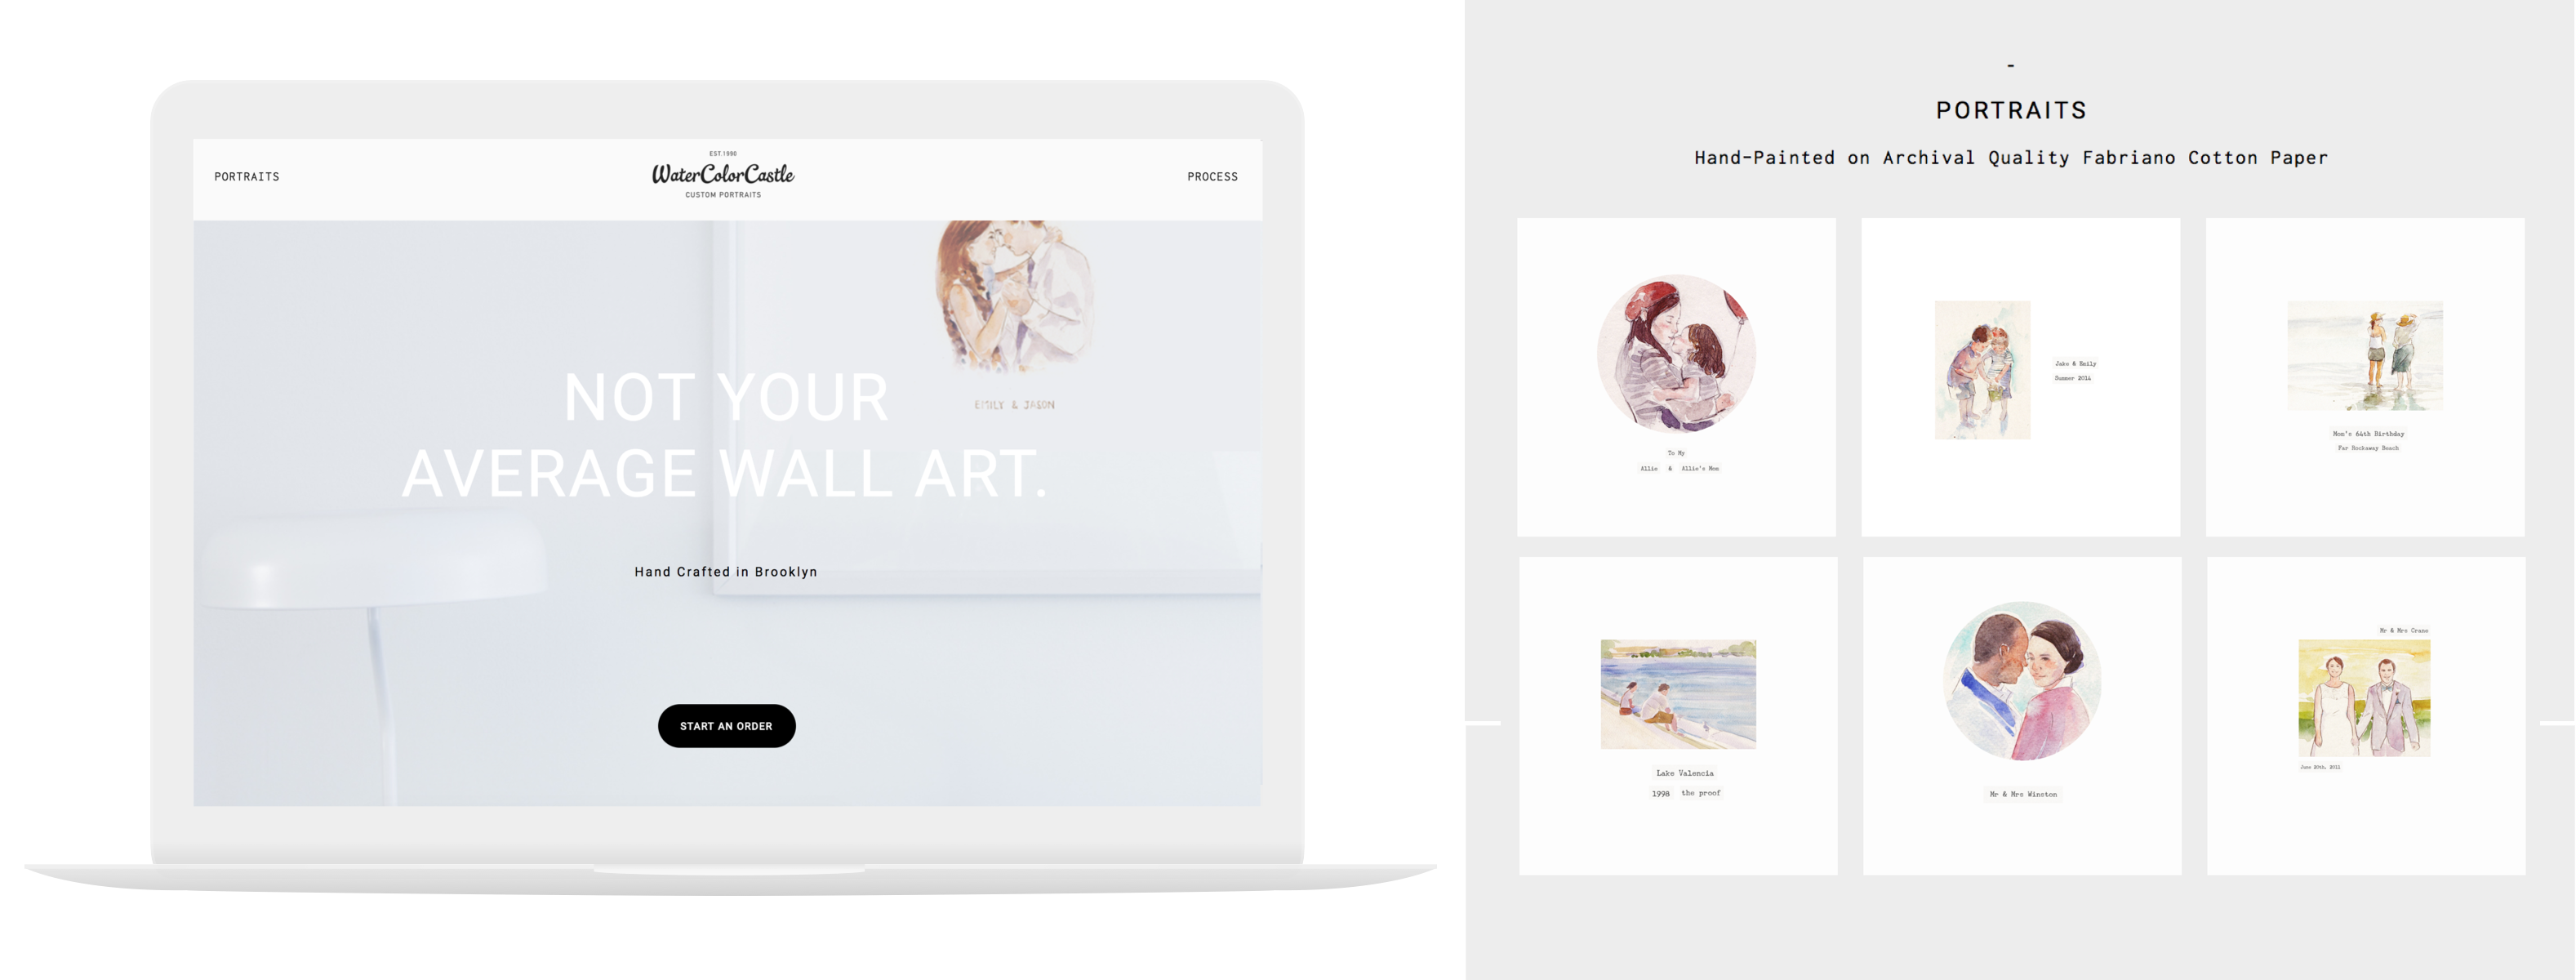 EST.1990
PORTRAITS
WaterColorCastle
PROCESS
CUSTOM PORTRAITS
EMILY & JASON
NOT YOUR
AVERAGE WALL ART.
Hand Crafted in Brooklyn
START AN ORDER
-
PORTRAITS
Hand-Painted on Archival Quality Fabriano Cotton Paper
To My
Allie & Allie's Mom
Jake & Emily
Summer 2014
Mom's 64th Birthday
Far Rockaway Beach
Lake Valencia
1998 the proof
Mr & Mrs Winston
Mr & Mrs Crane
June 20th, 2011